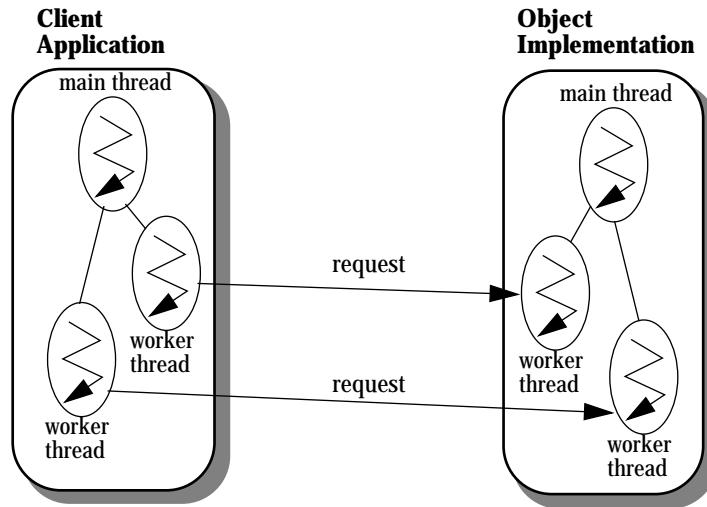 Client
Application
main thread
worker
thread
worker
thread
request
request
Object
Implementation
main thread
worker
thread
worker
thread